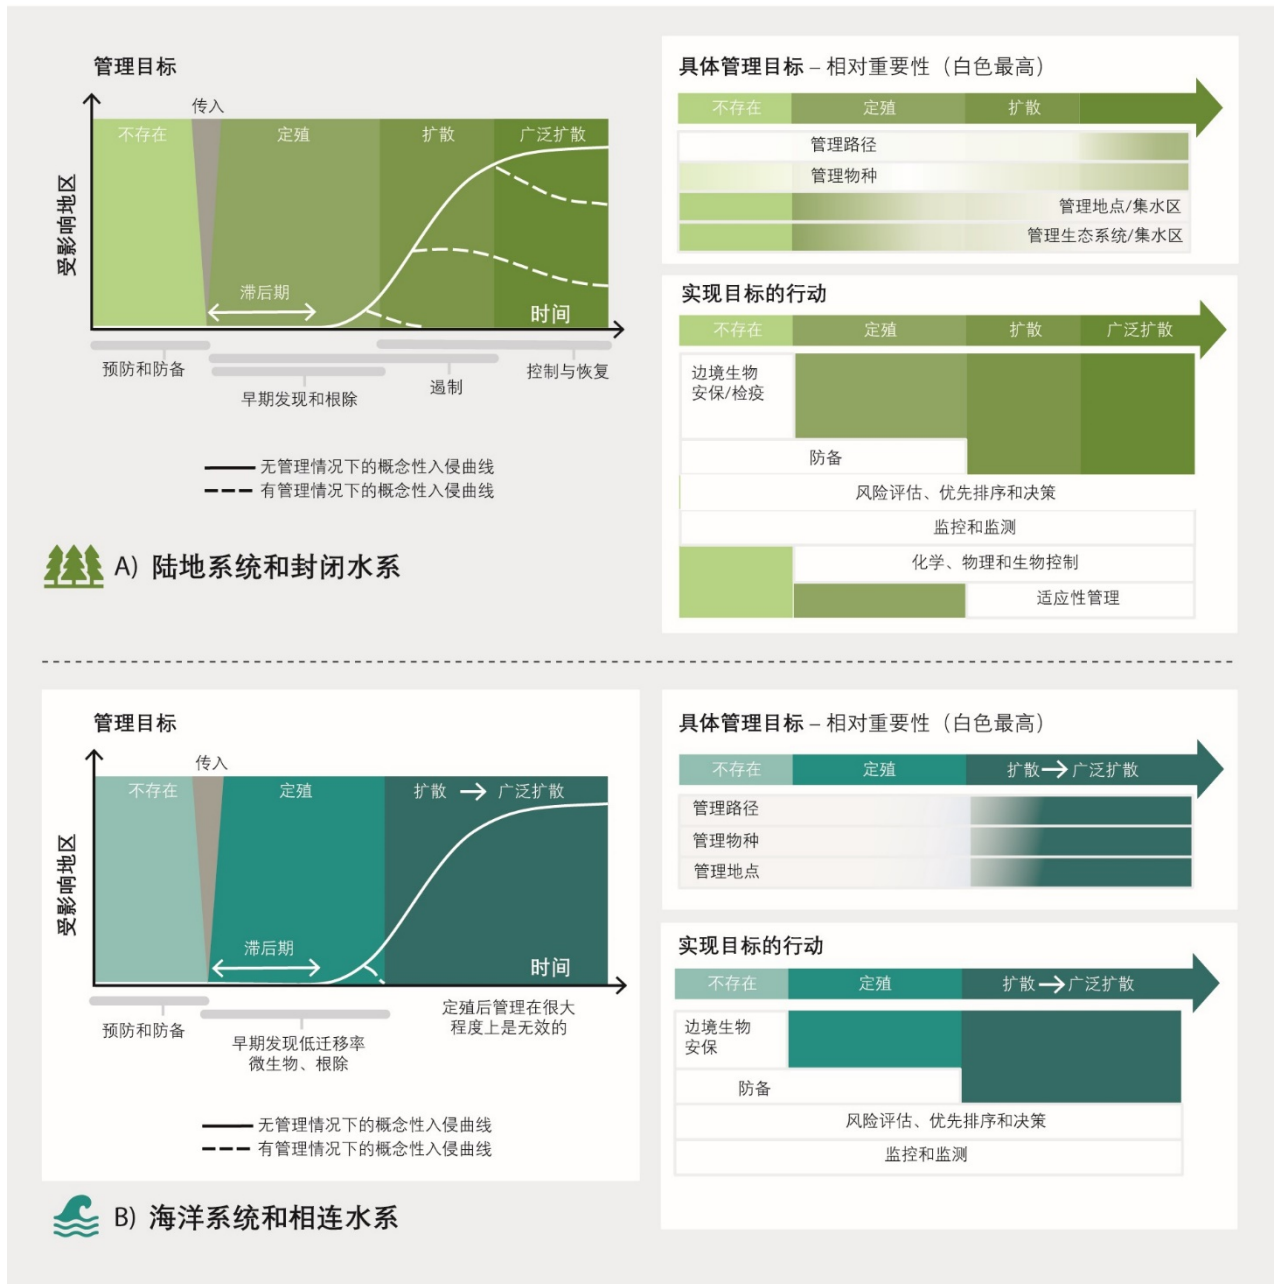 管理目标
传入
不存在
定殖
扩散
广泛扩散
受影响地区
滞后期
时间
预防和防备
早期发现和根除
遏制
控制与恢复
无管理情况下的概念性入侵曲线
有管理情况下的概念性入侵曲线
A) 陆地系统和封闭水系
具体管理目标 – 相对重要性（白色最高）
不存在
定殖
扩散
管理路径
管理物种
管理地点/集水区
管理生态系统/集水区
实现目标的行动
不存在
定殖
扩散
广泛扩散
边境生物
安保/检疫
防备
风险评估、优先排序和决策
监控和监测
化学、物理和生物控制
适应性管理
管理目标
传入
不存在
定殖
扩散 → 广泛扩散
受影响地区
滞后期
时间
预防和防备
早期发现低迁移率
微生物、根除
定殖后管理在很大
程度上是无效的
无管理情况下的概念性入侵曲线
有管理情况下的概念性入侵曲线
B) 海洋系统和相连水系
具体管理目标 – 相对重要性（白色最高）
不存在
定殖
扩散→广泛扩散
管理路径
管理物种
管理地点
实现目标的行动
不存在
定殖
扩散→广泛扩散
边境生物
安保
防备
风险评估、优先排序和决策
监控和监测